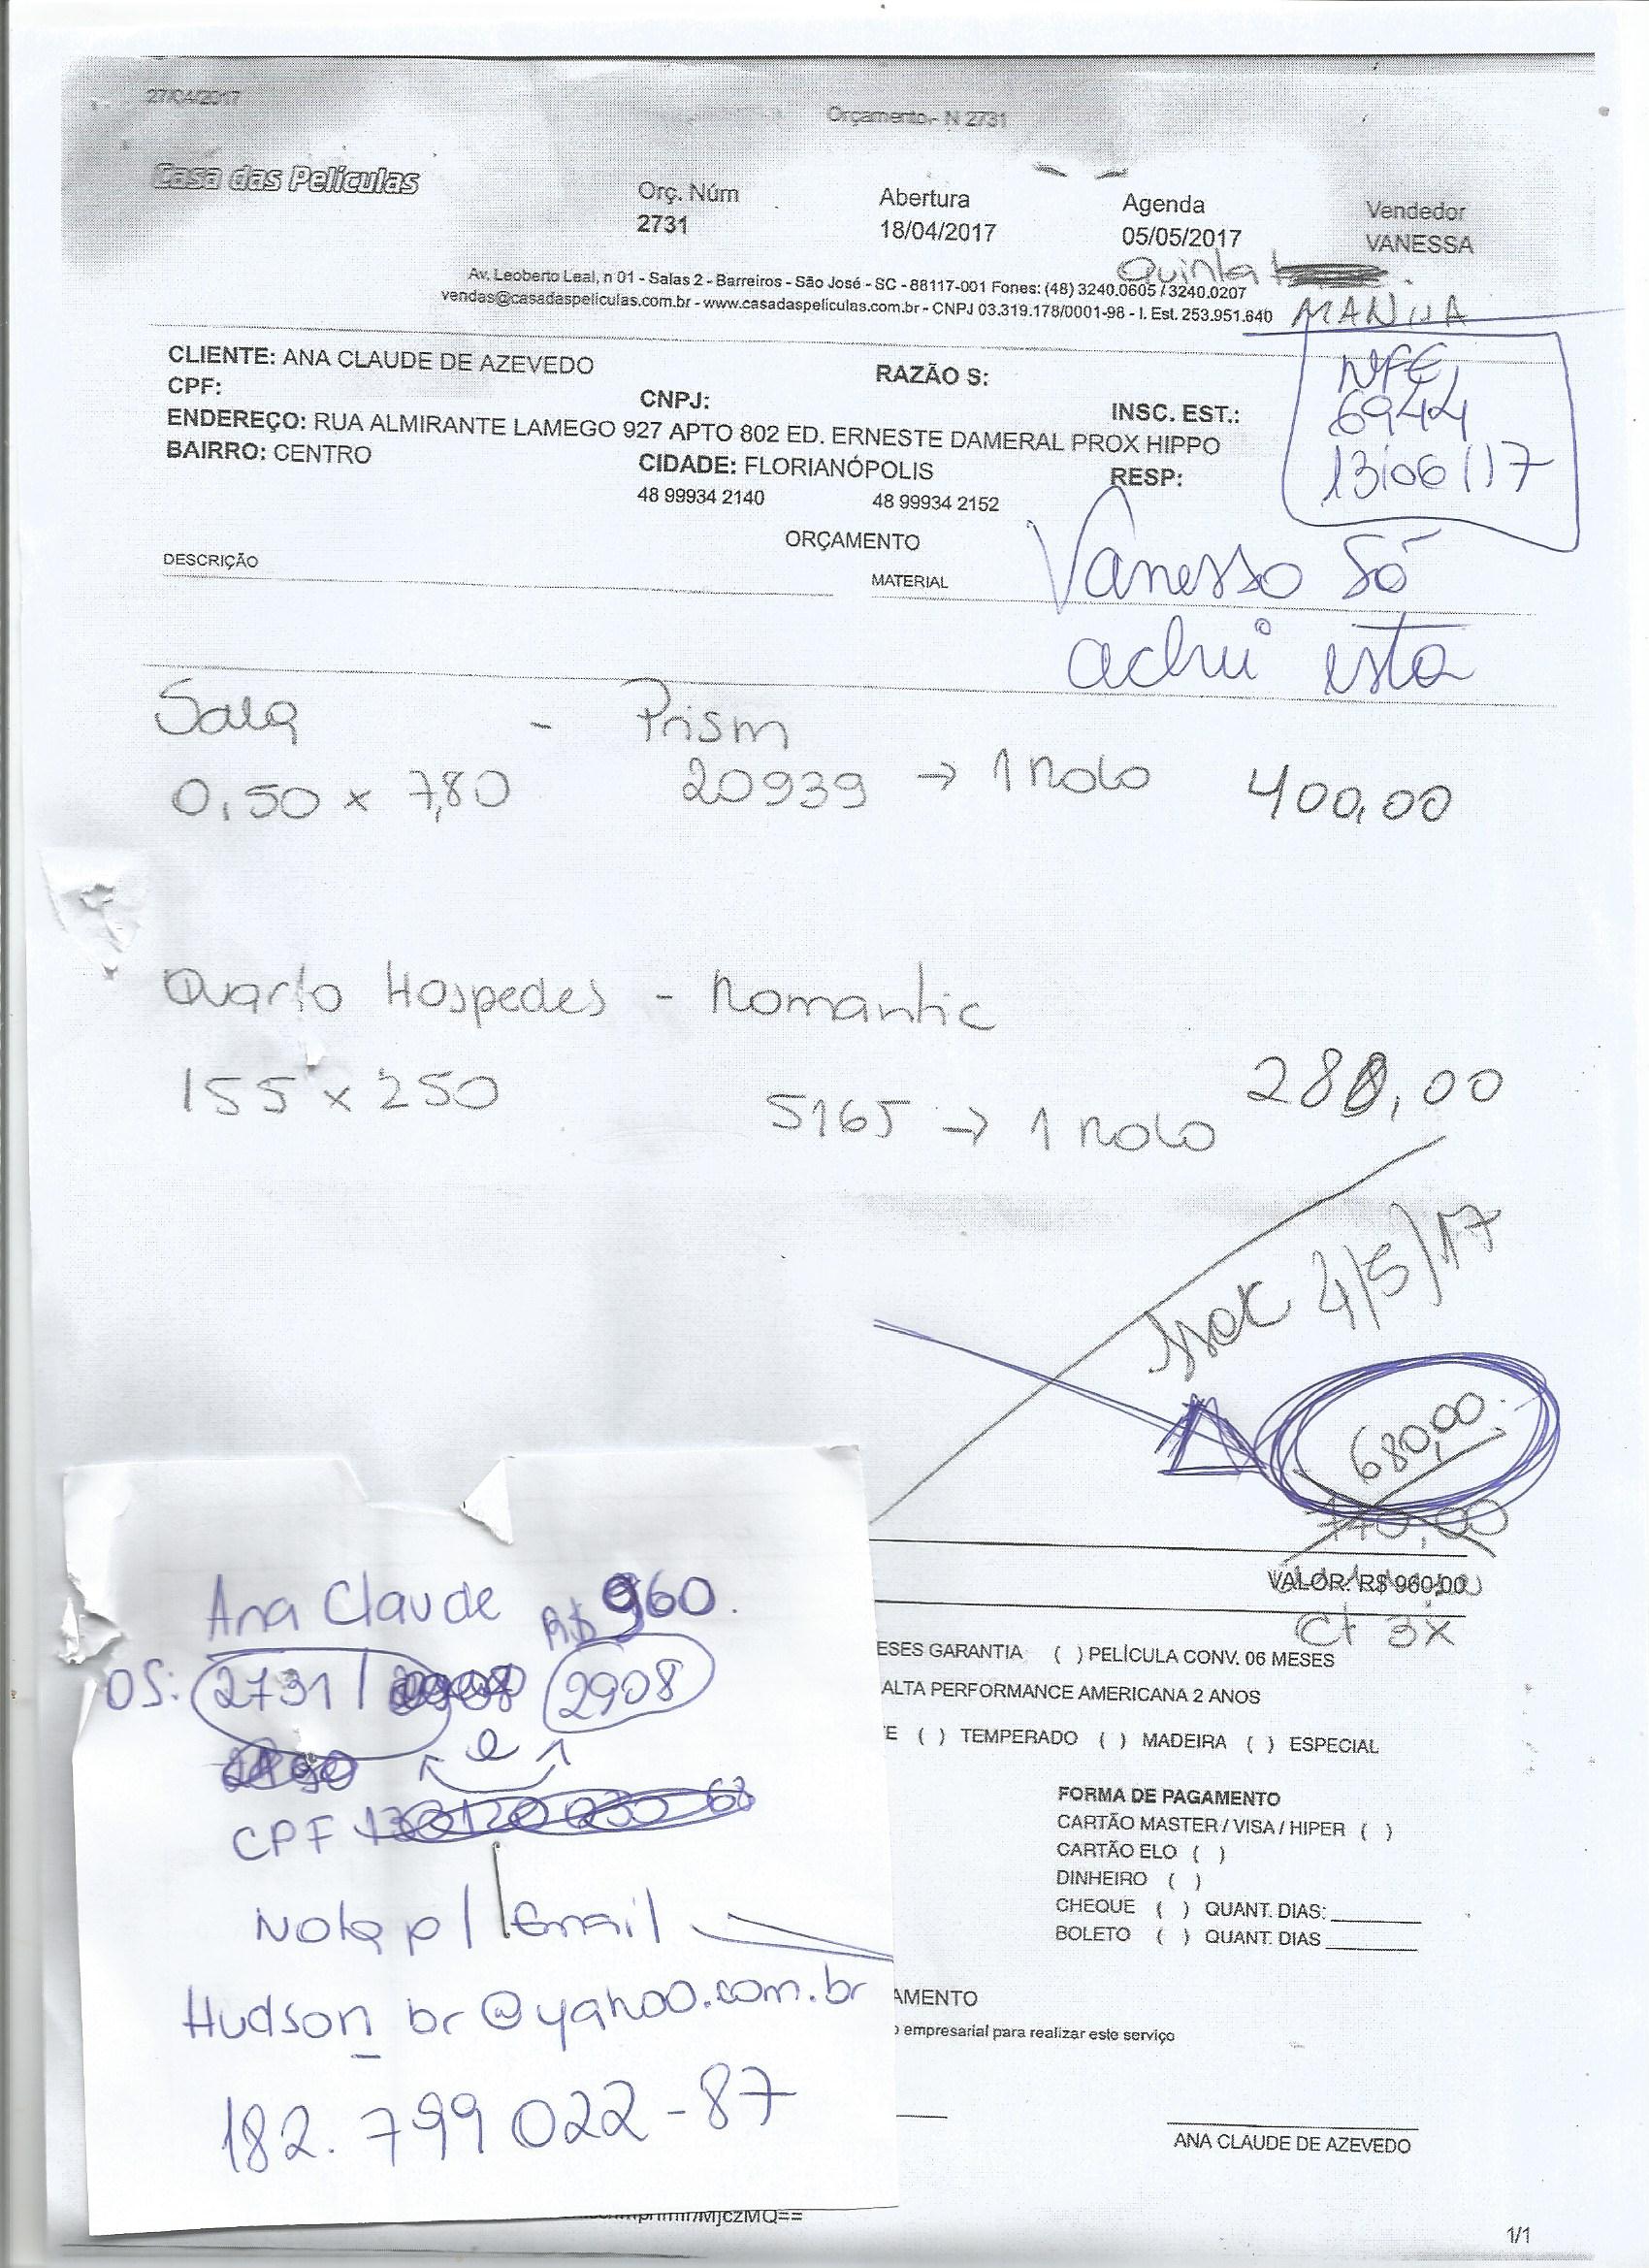 27/04/2017
Orçamento - N 2731
Casa das Películas
Orç. Núm Abertura Agenda Vendedor
2731 18/04/2017 05/05/2017 VANESSA
Quinta
Av. Leoberto Leal, n 01 - Salas 2 - Barreiros - São José - SC - 88117-001 Fones: (48) 3240.0605 / 3240.0207
vendas@casadaspeliculas.com.br - www.casadaspeliculas.com.br - CNPJ 03.319.178/0001-98 - I. Est. 253.951.640
MANHA
NFE
6944
13/06/17
CLIENTE: ANA CLAUDE DE AZEVEDO RAZÃO S:
CPF: CNPJ: INSC. EST.:
ENDEREÇO: RUA ALMIRANTE LAMEGO 927 APTO 802 ED. ERNESTE DAMERAL PROX HIPPO
BAIRRO: CENTRO CIDADE: FLORIANÓPOLIS RESP:
48 99934 2140 48 99934 2152
ORÇAMENTO
DESCRIÇÃO MATERIAL
Vanessa Só
achei esta
Sala - Prism
0,50 x 7,80 20939 → 1 Rolo 400,00
Quarto Hospedes - Romantic
155 x 250 5165 → 1 Rolo 280,00
4/5/17
680,00
VALOR: R$ 960,00
Ct 3x
ESES GARANTIA ( ) PELÍCULA CONV. 06 MESES
ALTA PERFORMANCE AMERICANA 2 ANOS
E ( ) TEMPERADO ( ) MADEIRA ( ) ESPECIAL
FORMA DE PAGAMENTO
CARTÃO MASTER / VISA / HIPER ( )
CARTÃO ELO ( )
DINHEIRO ( )
CHEQUE ( ) QUANT. DIAS:
BOLETO ( ) QUANT. DIAS
AMENTO
o empresarial para realizar este serviço
ANA CLAUDE DE AZEVEDO
Ana Claude R$ 960.
OS: 2731 / 2908
e
CPF
Nota p/ Email
Hudson_br@yahoo.com.br
182.799022-87
1/1